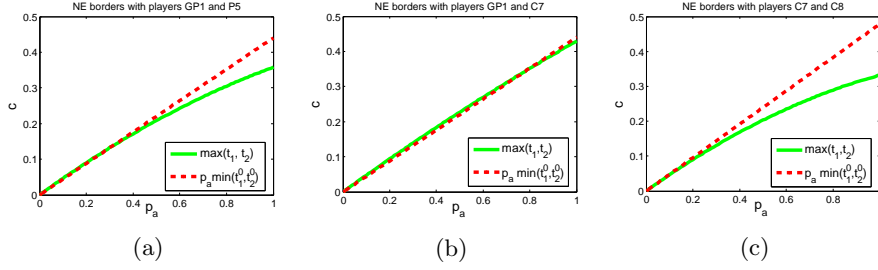 NE borders with players GP1 and P5
0.5
0.4
0.3
0.2
0.1
0
c
0 0.2 0.4 0.6 0.8 1
p_a
max(t_1, t_2)
p_a min(t_1^0,t_2^0)
(a)
NE borders with players GP1 and C7
0.5
0.4
0.3
0.2
0.1
0
c
0 0.2 0.4 0.6 0.8 1
p_a
max(t_1,t_2)
p_a min(t_1^0,t_2^0)
(b)
NE borders with players C7 and C8
0.5
0.4
0.3
0.2
0.1
0
c
0 0.2 0.4 0.6 0.8
p_a
max(t_1,t_2)
p_a min(t_1^0,t_2^0)
(c)